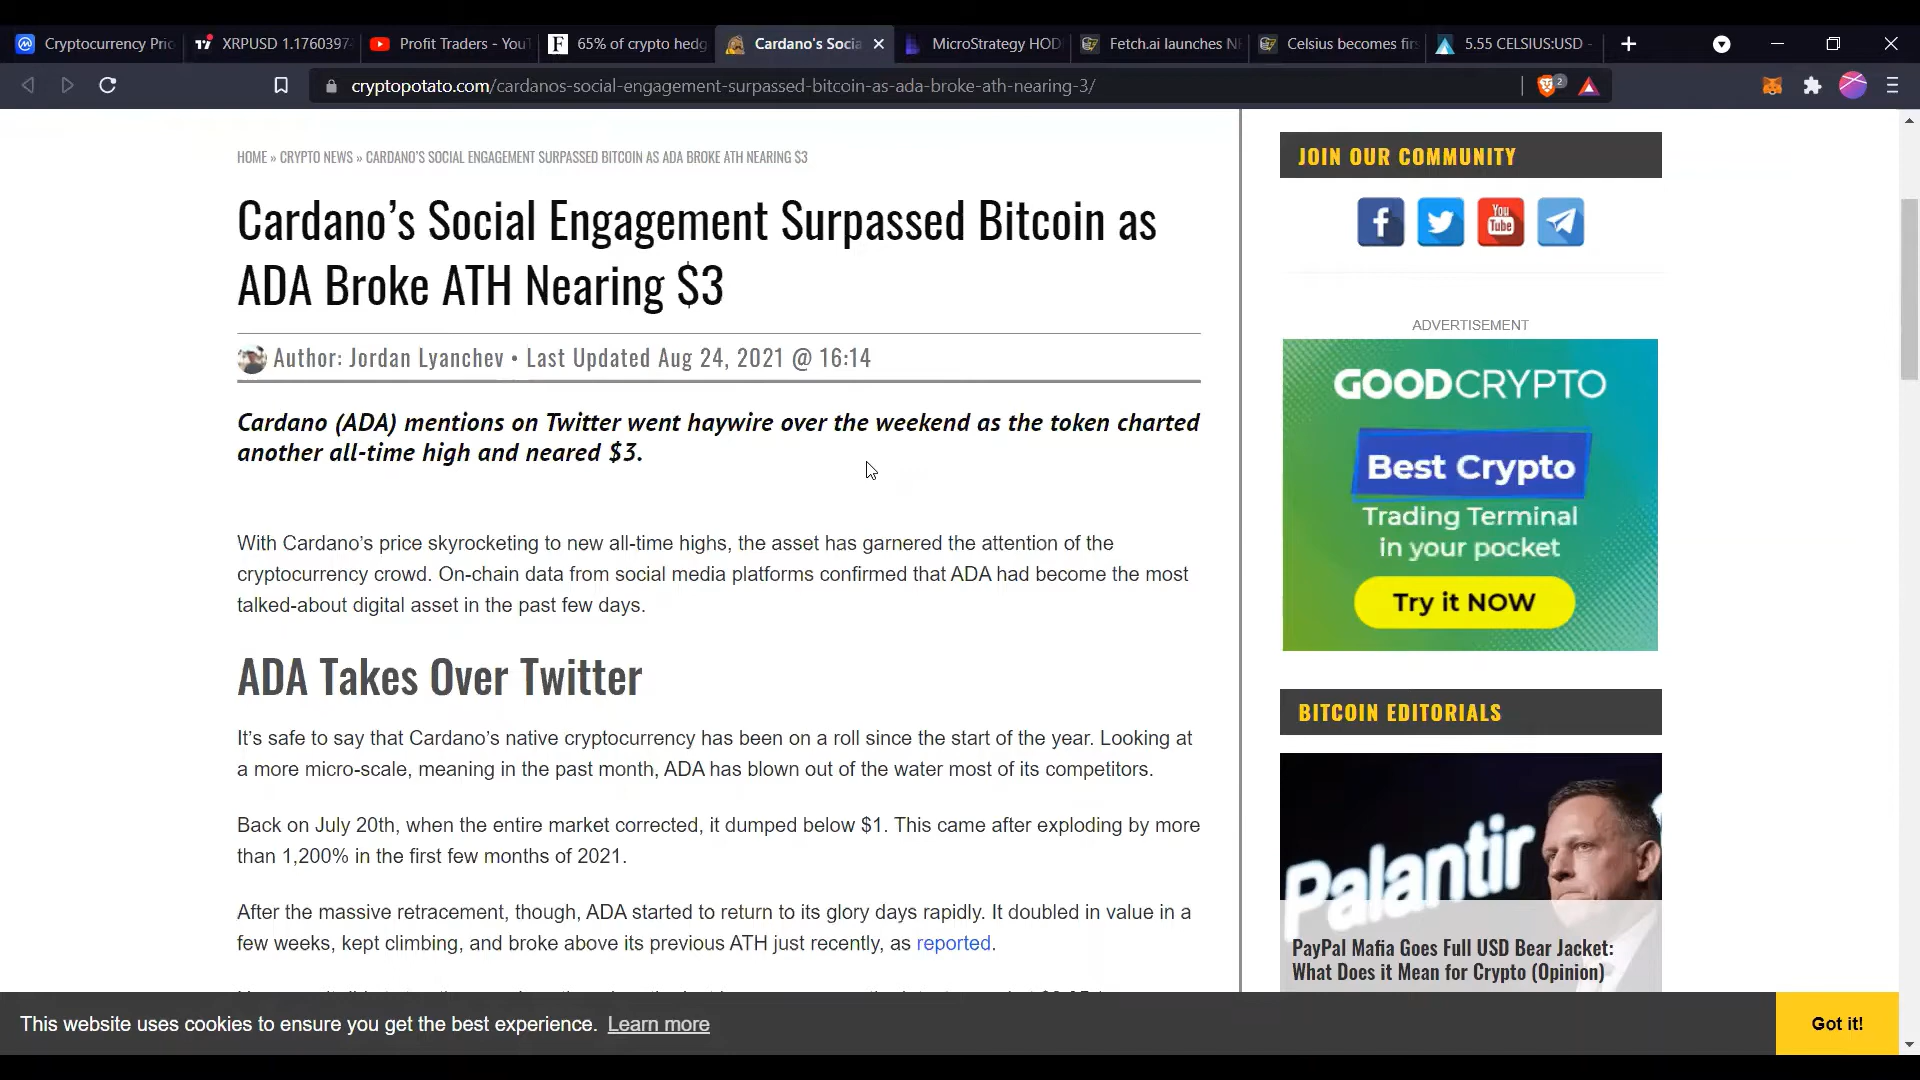 Cryptocurrency Pric
XRPUSD 1.1760397
Profit Traders - YouT
65% of crypto hedg
Cardano's Socia
MicroStrategy HODL
Fetch.ai launches NF
Celsius becomes firs
5.55 CELSIUS:USD -
cryptopotato.com/cardanos-social-engagement-surpassed-bitcoin-as-ada-broke-ath-nearing-3/
2
HOME » CRYPTO NEWS » CARDANO'S SOCIAL ENGAGEMENT SURPASSED BITCOIN AS ADA BROKE ATH NEARING $3
Cardano’s Social Engagement Surpassed Bitcoin as
ADA Broke ATH Nearing $3
Author: Jordan Lyanchev • Last Updated Aug 24, 2021 @ 16:14
Cardano (ADA) mentions on Twitter went haywire over the weekend as the token charted
another all-time high and neared $3.
With Cardano’s price skyrocketing to new all-time highs, the asset has garnered the attention of the
cryptocurrency crowd. On-chain data from social media platforms confirmed that ADA had become the most
talked-about digital asset in the past few days.
ADA Takes Over Twitter
It’s safe to say that Cardano’s native cryptocurrency has been on a roll since the start of the year. Looking at
a more micro-scale, meaning in the past month, ADA has blown out of the water most of its competitors.
Back on July 20th, when the entire market corrected, it dumped below $1. This came after exploding by more
than 1,200% in the first few months of 2021.
After the massive retracement, though, ADA started to return to its glory days rapidly. It doubled in value in a
few weeks, kept climbing, and broke above its previous ATH just recently, as reported.
JOIN OUR COMMUNITY
You
Tube
ADVERTISEMENT
GOODCRYPTO
Best Crypto
Trading Terminal
in your pocket
Try it NOW
BITCOIN EDITORIALS
Palantir
PayPal Mafia Goes Full USD Bear Jacket:
What Does it Mean for Crypto (Opinion)
This website uses cookies to ensure you get the best experience. Learn more
Got it!